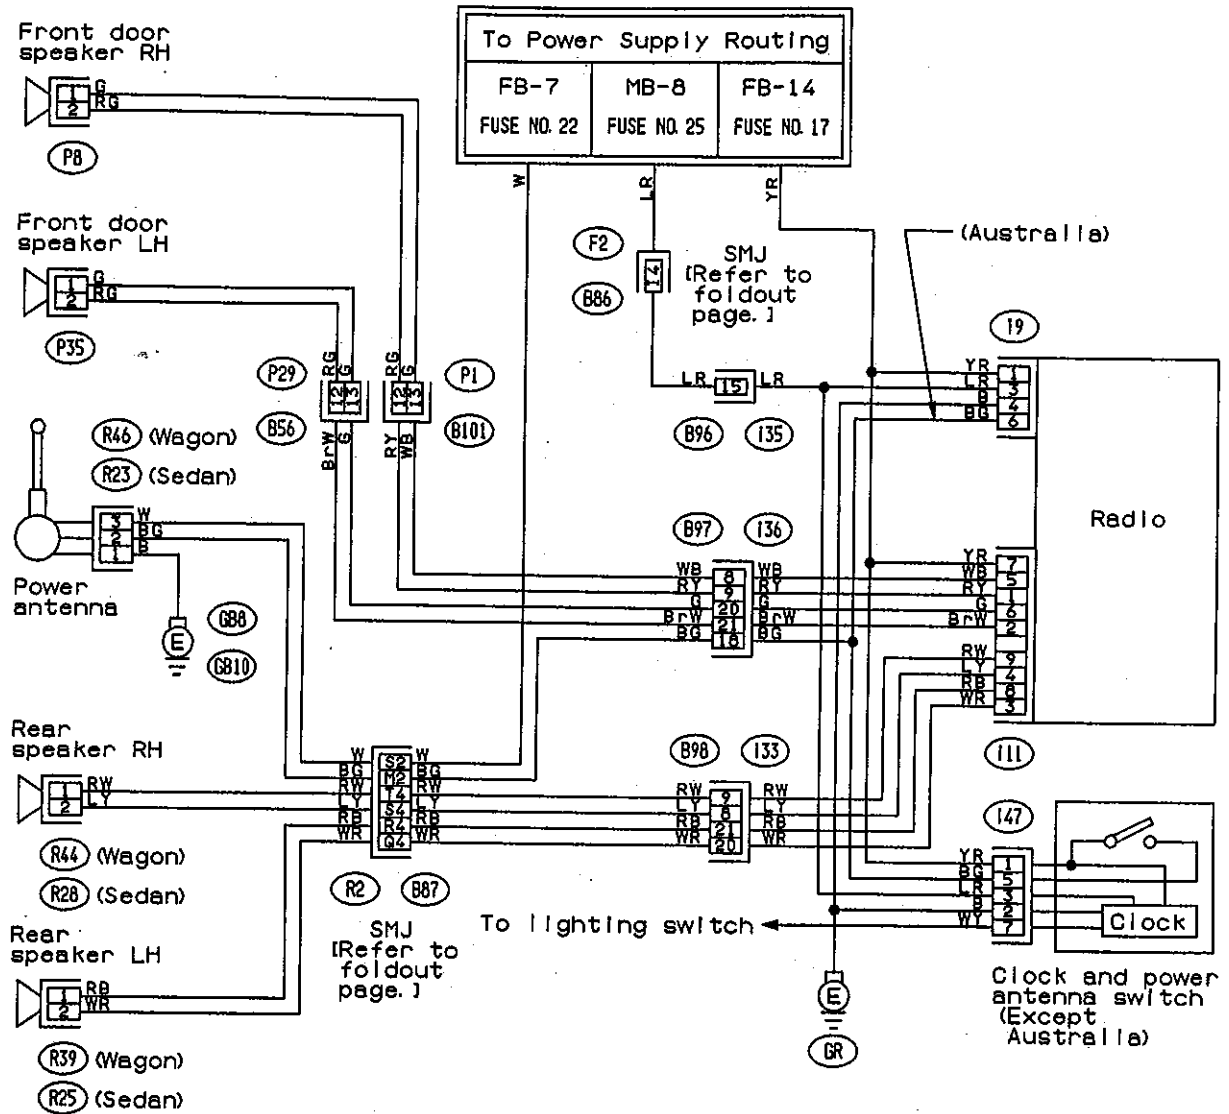 Front door
speaker RH
1
2
G
RG
P8
Front door
speaker LH
1
2
G
RG
P35
To Power Supply Routing
FB-7
FUSE NO. 22
MB-8
FUSE NO. 25
FB-14
FUSE NO. 17
W
LR
YR
F2
14
B86
SMJ
[Refer to
foldout
page.]
(Australia)
P29
RG
G
12
13
B56
BrW
G
RG
G
12
13
P1
B101
RY
WB
LR
15
LR
B96
I35
I9
YR
1
LR
3
B
4
BG
6
Radio
R46 (Wagon)
R23 (Sedan)
3
W
2
BG
1
B
Power
antenna
E
GB8
GB10
B97
I36
WB
8
WB
RY
9
RY
G
20
G
BrW
21
BrW
BG
18
BG
YR
7
WB
5
RY
1
G
6
BrW
2
RW
9
LY
4
RB
8
WR
3
I11
Rear
speaker RH
1
RW
2
LY
R44 (Wagon)
R28 (Sedan)
W
S2
W
BG
M2
BG
RW
T4
RW
LY
S4
LY
RB
R4
RB
WR
Q4
WR
R2
B87
SMJ
[Refer to
foldout
page.]
B98
I33
RW
9
RW
LY
8
LY
RB
21
RB
WR
20
WR
I47
YR
1
BG
5
LR
3
B
2
WY
7
Clock
To lighting switch
Clock and power
antenna switch
(Except
Australia)
E
GR
Rear
speaker LH
1
RB
2
WR
R39 (Wagon)
R25 (Sedan)